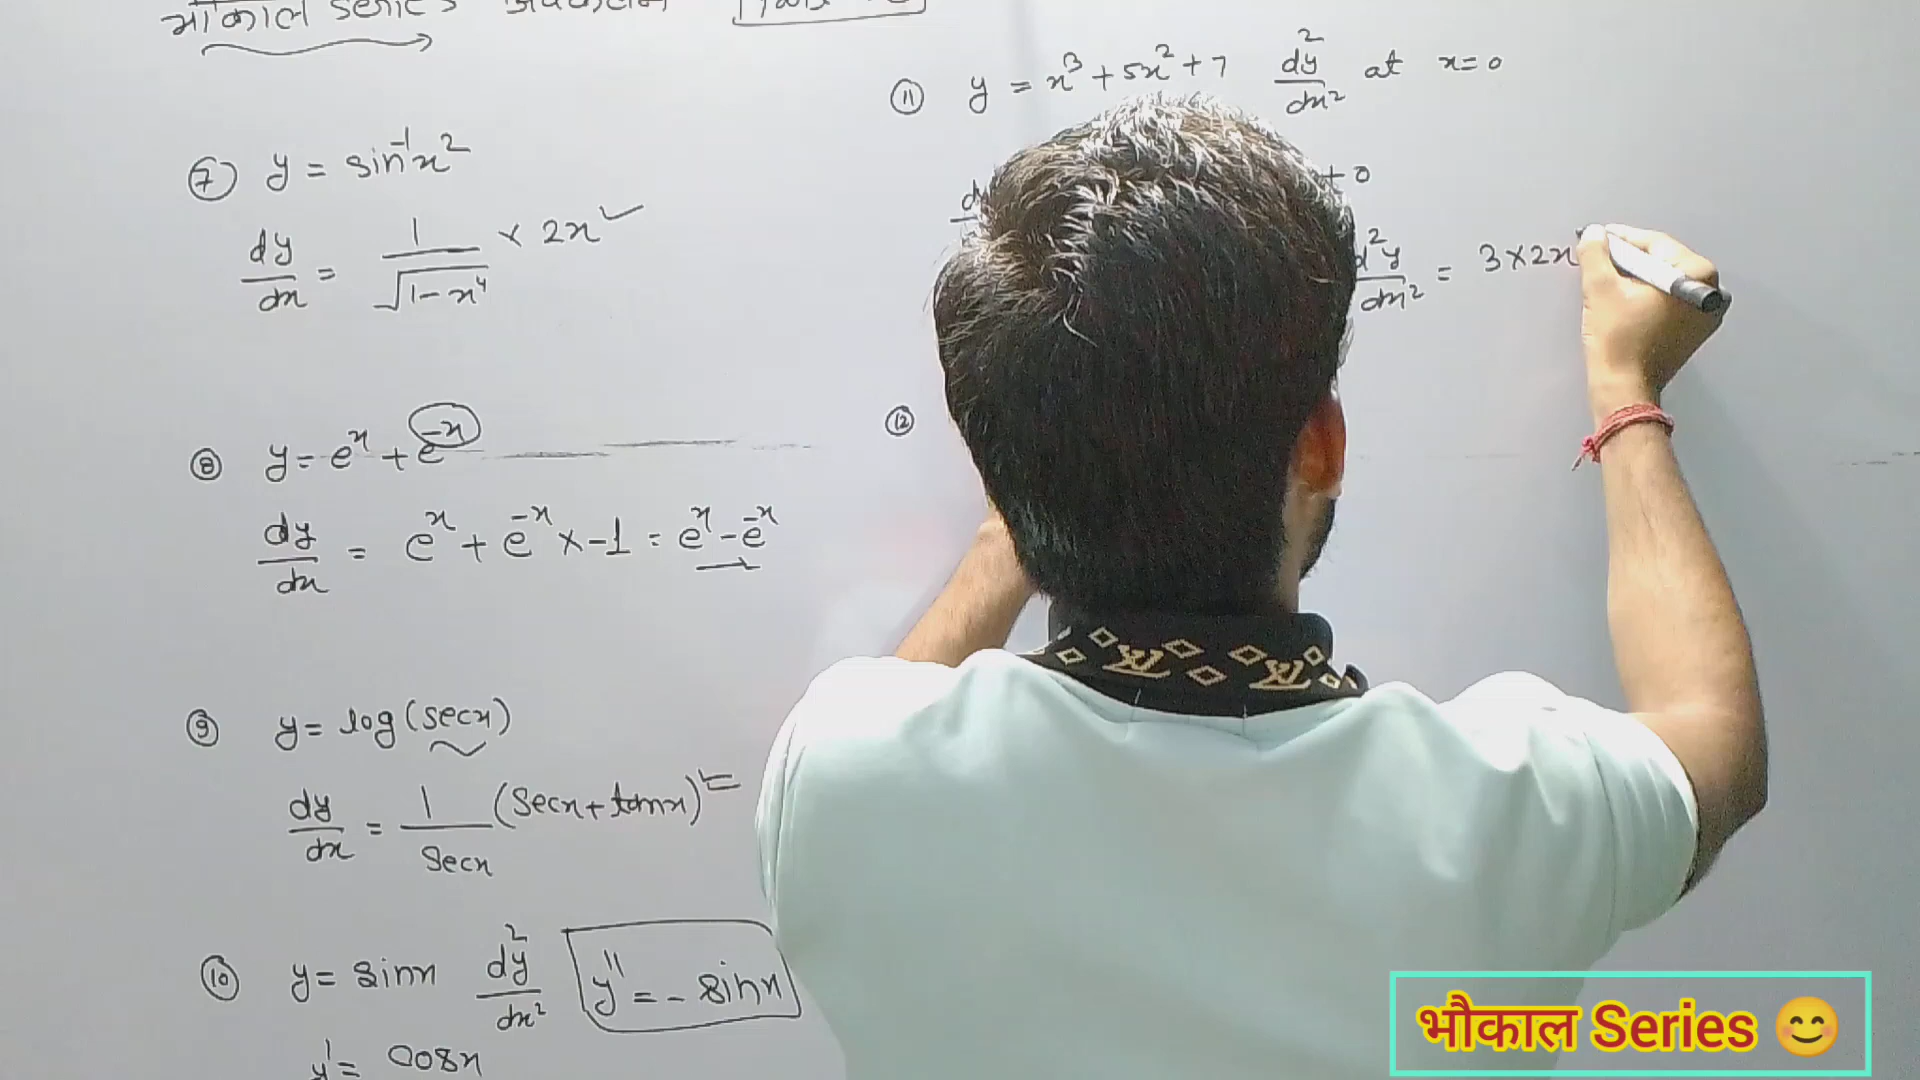 भौकाल Series
⑦ y = sin⁻¹x²
dy/dx = 1/√(1-x⁴) × 2x
⑧ y = eˣ + e⁻ˣ
dy/dx = eˣ + e⁻ˣ × -1 = eˣ - e⁻ˣ
⑨ y = log(secx)
dy/dx = 1/secx (secx + tanx)
⑩ y = sinx d²y/dx² y'' = - sinx
y' = cosx
⑪ y = x³ + 5x² + 7 d²y/dx² at x=0
+ 0
d²y/dx² = 3×2x
⑫
भौकाल Series 😊